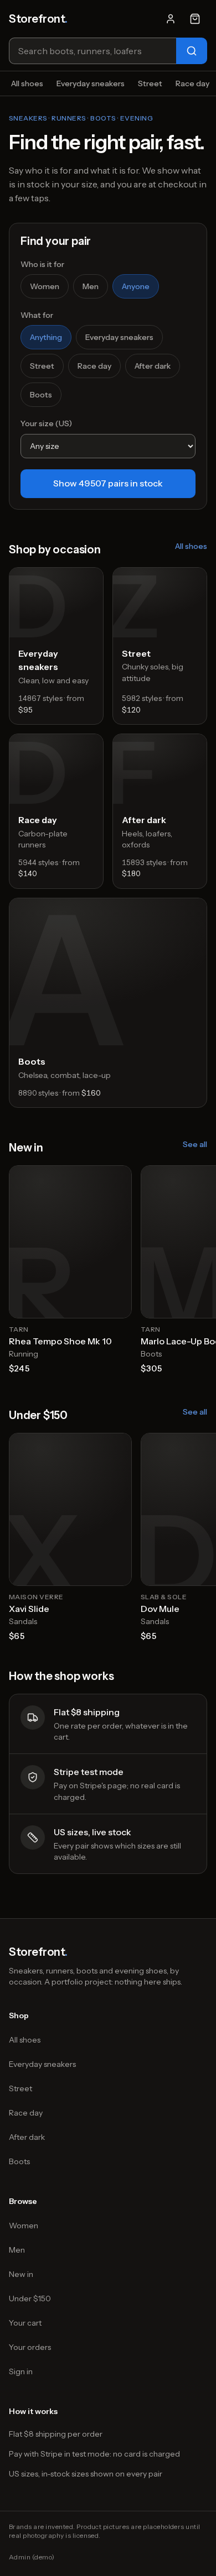 Storefront.
Search boots, runners, loafers
All shoes
Everyday sneakers
Street
Race day
SNEAKERS · RUNNERS · BOOTS · EVENING
Find the right pair, fast.
Say who it is for and what it is for. We show what
is in stock in your size, and you are at checkout in
a few taps.
Find your pair
Who is it for
Women
Men
Anyone
What for
Anything
Everyday sneakers
Street
Race day
After dark
Boots
Your size (US)
Any size
Show 49507 pairs in stock
Shop by occasion
All shoes
D
Everyday
sneakers
Clean, low and easy
14867 styles · from
$95
Z
Street
Chunky soles, big
attitude
5982 styles · from
$120
D
Race day
Carbon-plate
runners
5944 styles · from
$140
F
After dark
Heels, loafers,
oxfords
15893 styles · from
$180
A
Boots
Chelsea, combat, lace-up
8890 styles · from $160
New in
See all
R
TARN
Rhea Tempo Shoe Mk 10
Running
$245
M
TARN
Marlo Lace-Up Bo
Boots
$305
Under $150
See all
X
MAISON VERRE
Xavi Slide
Sandals
$65
D
SLAB & SOLE
Dov Mule
Sandals
$65
How the shop works
Flat $8 shipping
One rate per order, whatever is in the
cart.
Stripe test mode
Pay on Stripe's page; no real card is
charged.
US sizes, live stock
Every pair shows which sizes are still
available.
Storefront.
Sneakers, runners, boots and evening shoes, by
occasion. A portfolio project: nothing here ships.
Shop
All shoes
Everyday sneakers
Street
Race day
After dark
Boots
Browse
Women
Men
New in
Under $150
Your cart
Your orders
Sign in
How it works
Flat $8 shipping per order
Pay with Stripe in test mode: no card is charged
US sizes, in-stock sizes shown on every pair
Brands are invented. Product pictures are placeholders until
real photography is licensed.
Admin (demo)